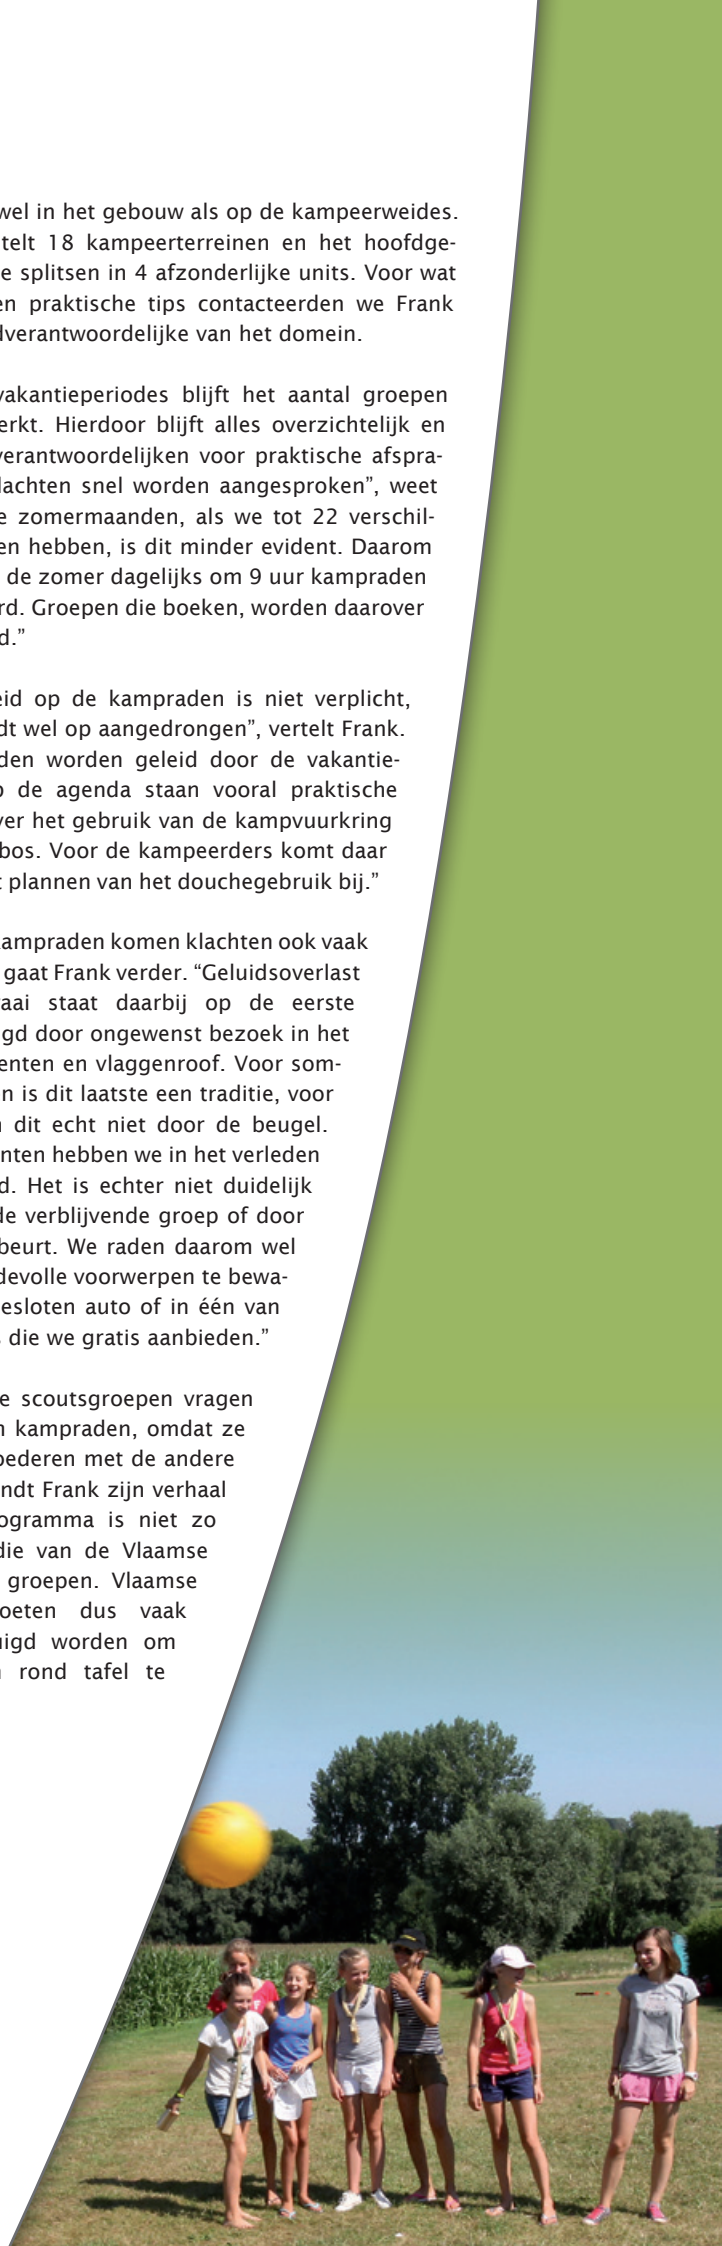 wel in het gebouw als op de kampeerweides.
telt 18 kampeerterreinen en het hoofdge-
e splitsen in 4 afzonderlijke units. Voor wat
en praktische tips contacteerden we Frank
dverantwoordelijke van het domein.
vakantieperiodes blijft het aantal groepen
erkt. Hierdoor blijft alles overzichtelijk en
verantwoordelijken voor praktische afspra-
lachten snel worden aangesproken”, weet
e zomermaanden, als we tot 22 verschil-
en hebben, is dit minder evident. Daarom
de zomer dagelijks om 9 uur kampraden
rd. Groepen die boeken, worden daarover
d.”
eid op de kampraden is niet verplicht,
dt wel op aangedrongen”, vertelt Frank.
den worden geleid door de vakantie-
p de agenda staan vooral praktische
ver het gebruik van de kampvuurkring
bos. Voor de kampeerders komt daar
t plannen van het douchegebruik bij.”
kampraden komen klachten ook vaak
gaat Frank verder. “Geluidsoverlast
aai staat daarbij op de eerste
gd door ongewenst bezoek in het
enten en vlaggenroof. Voor som-
n is dit laatste een traditie, voor
n dit echt niet door de beugel.
nten hebben we in het verleden
d. Het is echter niet duidelijk
de verblijvende groep of door
beurt. We raden daarom wel
devolle voorwerpen te bewa-
esloten auto of in één van
s die we gratis aanbieden.”
e scoutsgroepen vragen
n kampraden, omdat ze
oederen met de andere
ndt Frank zijn verhaal
ogramma is niet zo
die van de Vlaamse
groepen. Vlaamse
oeten dus vaak
uigd worden om
n rond tafel te